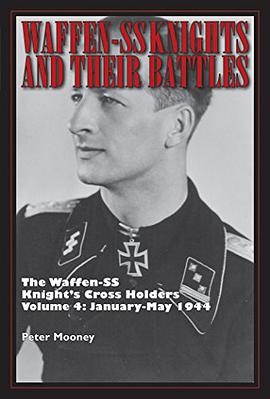 WAFFEN-SS KNIGHTS
AND THEIR BATTLES
The Waffen-SS
Knight's Cross Holders
Volume 4: January-May 1944
Peter Mooney